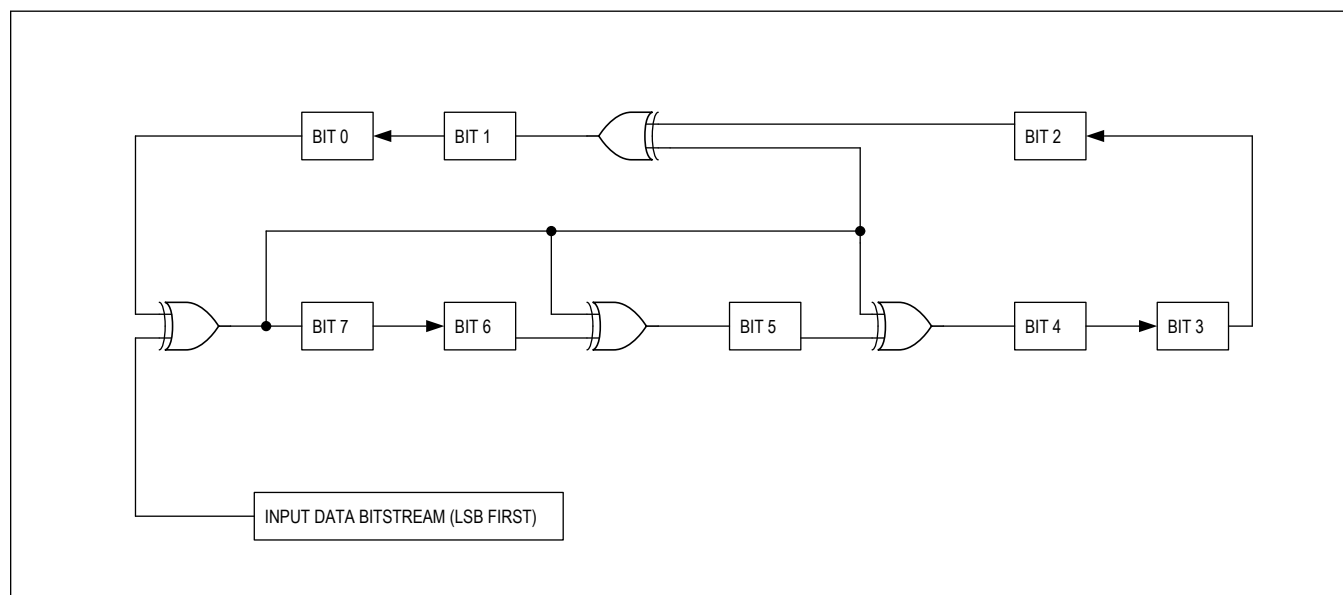 BIT 0
BIT 1
BIT 2
BIT 7
BIT 6
BIT 5
BIT 4
BIT 3
INPUT DATA BITSTREAM (LSB FIRST)